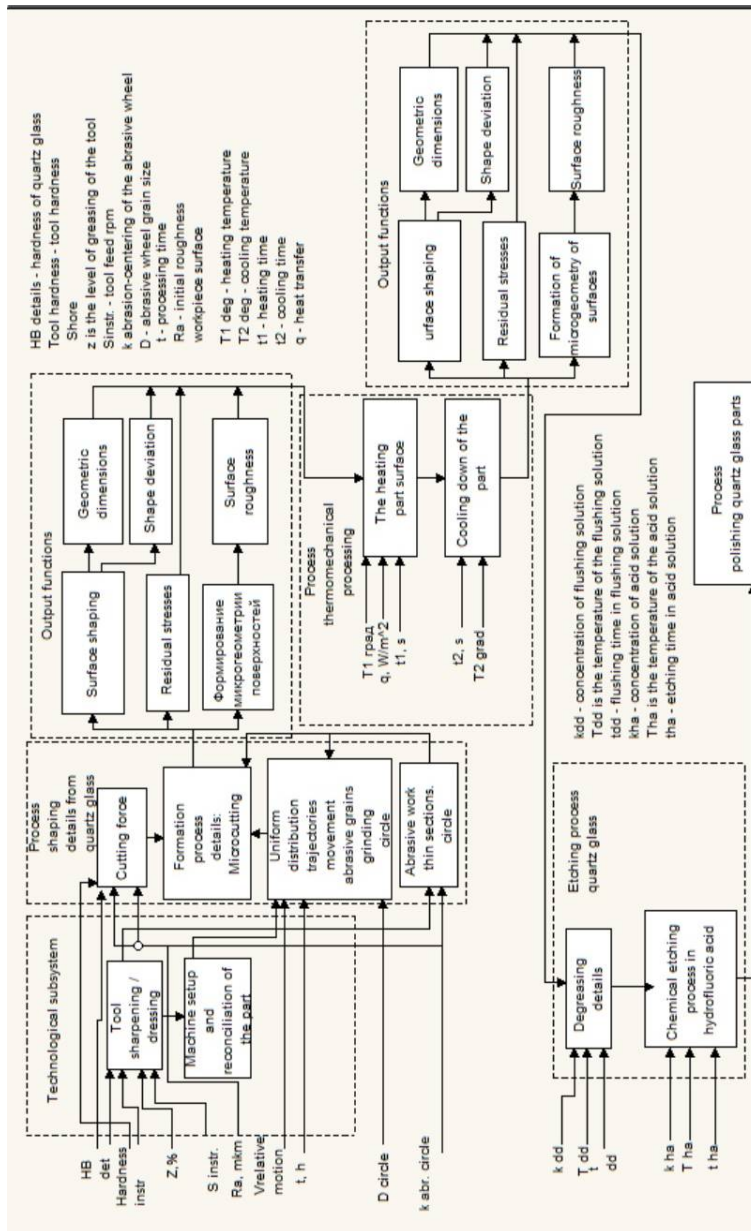 Technological subsystem
HB
det
Hardness
instr
Z,%
S instr.
Ra, mkm
Vrelative
motion
t, h
D circle
k abr. circle
Tool
sharpening /
dressing
Machine setup
and
reconciliation of
the part
Process
shaping
details from
quartz glass
Cutting force
Formation
process
details:
Microcutting
Uniform
distribution
trajectories
movement
abrasive grains
grinding
circle
Abrasive work
thin sections.
circle
Output functions
Surface shaping
Geometric
dimensions
Shape deviation
Residual stresses
Формирование
микрогеометрии
поверхностей
Surface
roughness
HB details - hardness of quartz glass
Tool hardness - tool hardness
Shore
z is the level of greasing of the tool
Sinstr. - tool feed rpm
k abrasion-centering of the abrasive wheel
D - abrasive wheel grain size
t - processing time
Ra - initial roughness
workpiece surface
T1 deg - heating temperature
T2 deg - cooling temperature
t1 - heating time
t2 - cooling time
q - heat transfer
Process
thermomechanical
processing
T1 град
q, W/m^2
t1, s
t2, s
T2 grad
The heating
part surface
Cooling down of the
part
Output functions
urface shaping
Geometric
dimensions
Shape deviation
Residual stresses
Formation of
microgeometry of
surfaces
Surface roughness
Etching process
quartz glass
k dd
T dd
t
dd
k ha
T ha
t ha
Degreasing
details
Chemical etching
process in
hydrofluoric acid
kdd - concentration of flushing solution
Tdd is the temperature of the flushing solution
tdd - flushing time in flushing solution
kha - concentration of acid solution
Tha is the temperature of the acid solution
tha - etching time in acid solution
Process
polishing quartz glass parts